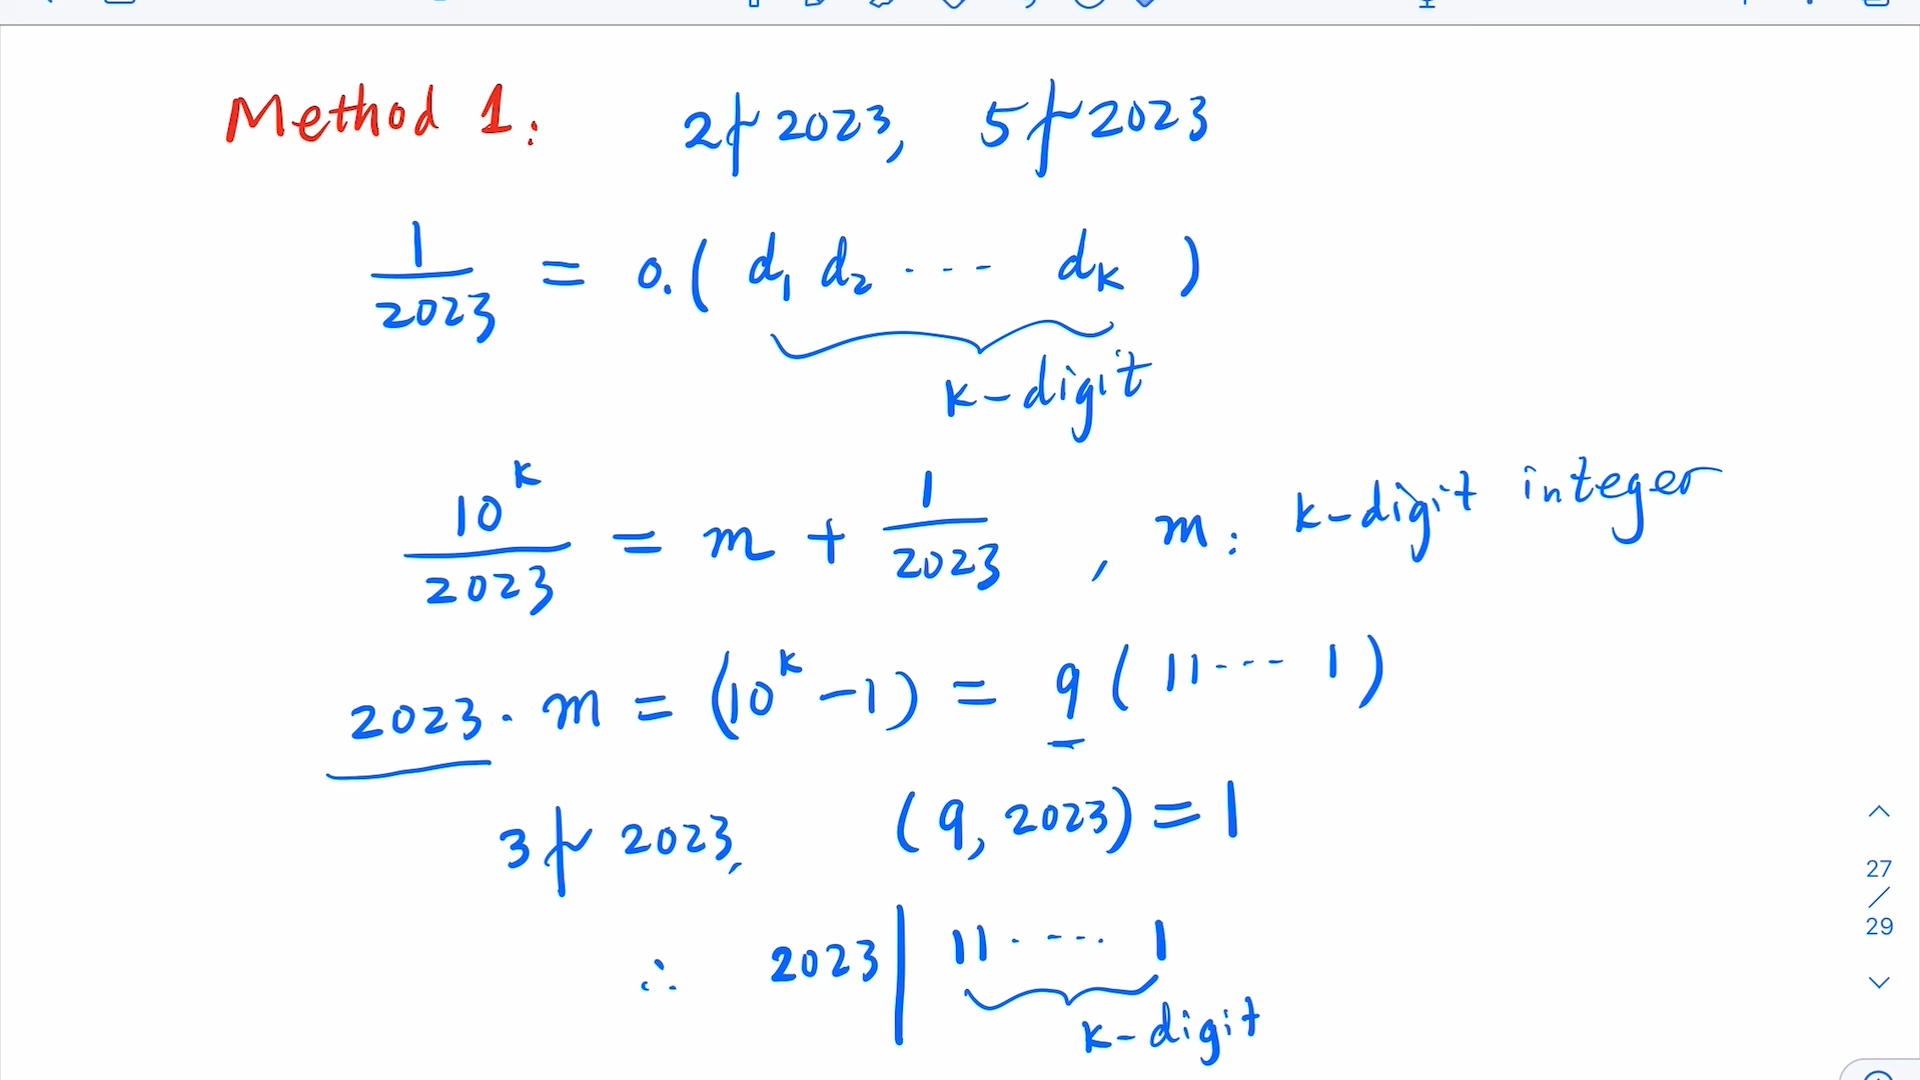 Method 1: 2∤2023, 5∤2023
1/2023 = 0.( d₁ d₂ ··· dₖ )
k-digit
10ᵏ/2023 = m + 1/2023 , m: k-digit integer
2023 · m = (10ᵏ - 1) = 9 ( 11··· 1 )
3∤2023, (9, 2023) = 1
∴ 2023 | 11···· 1
k-digit
27
/
29